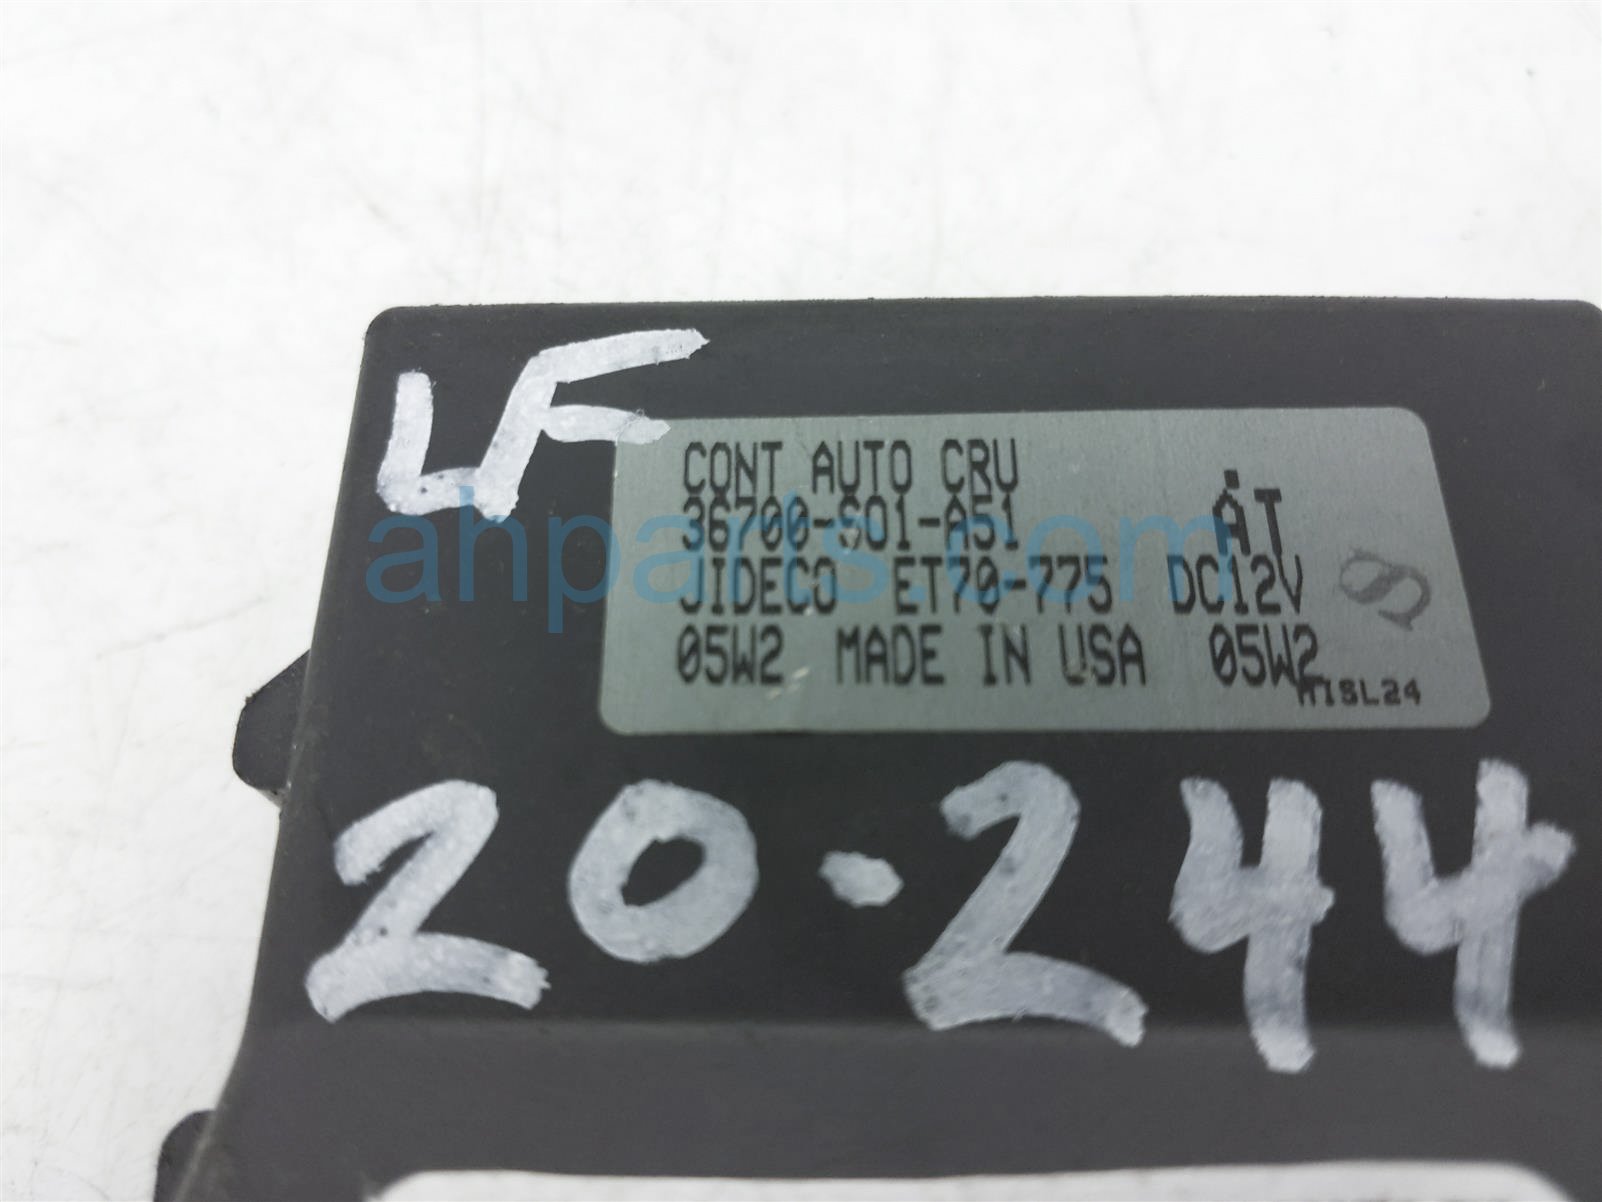 LF
CONT AUTO CRU
36700-S01-A51 AT
JIDECO ET70-775 DC12V
05W2 MADE IN USA 05W2
ahparts.com
20-244